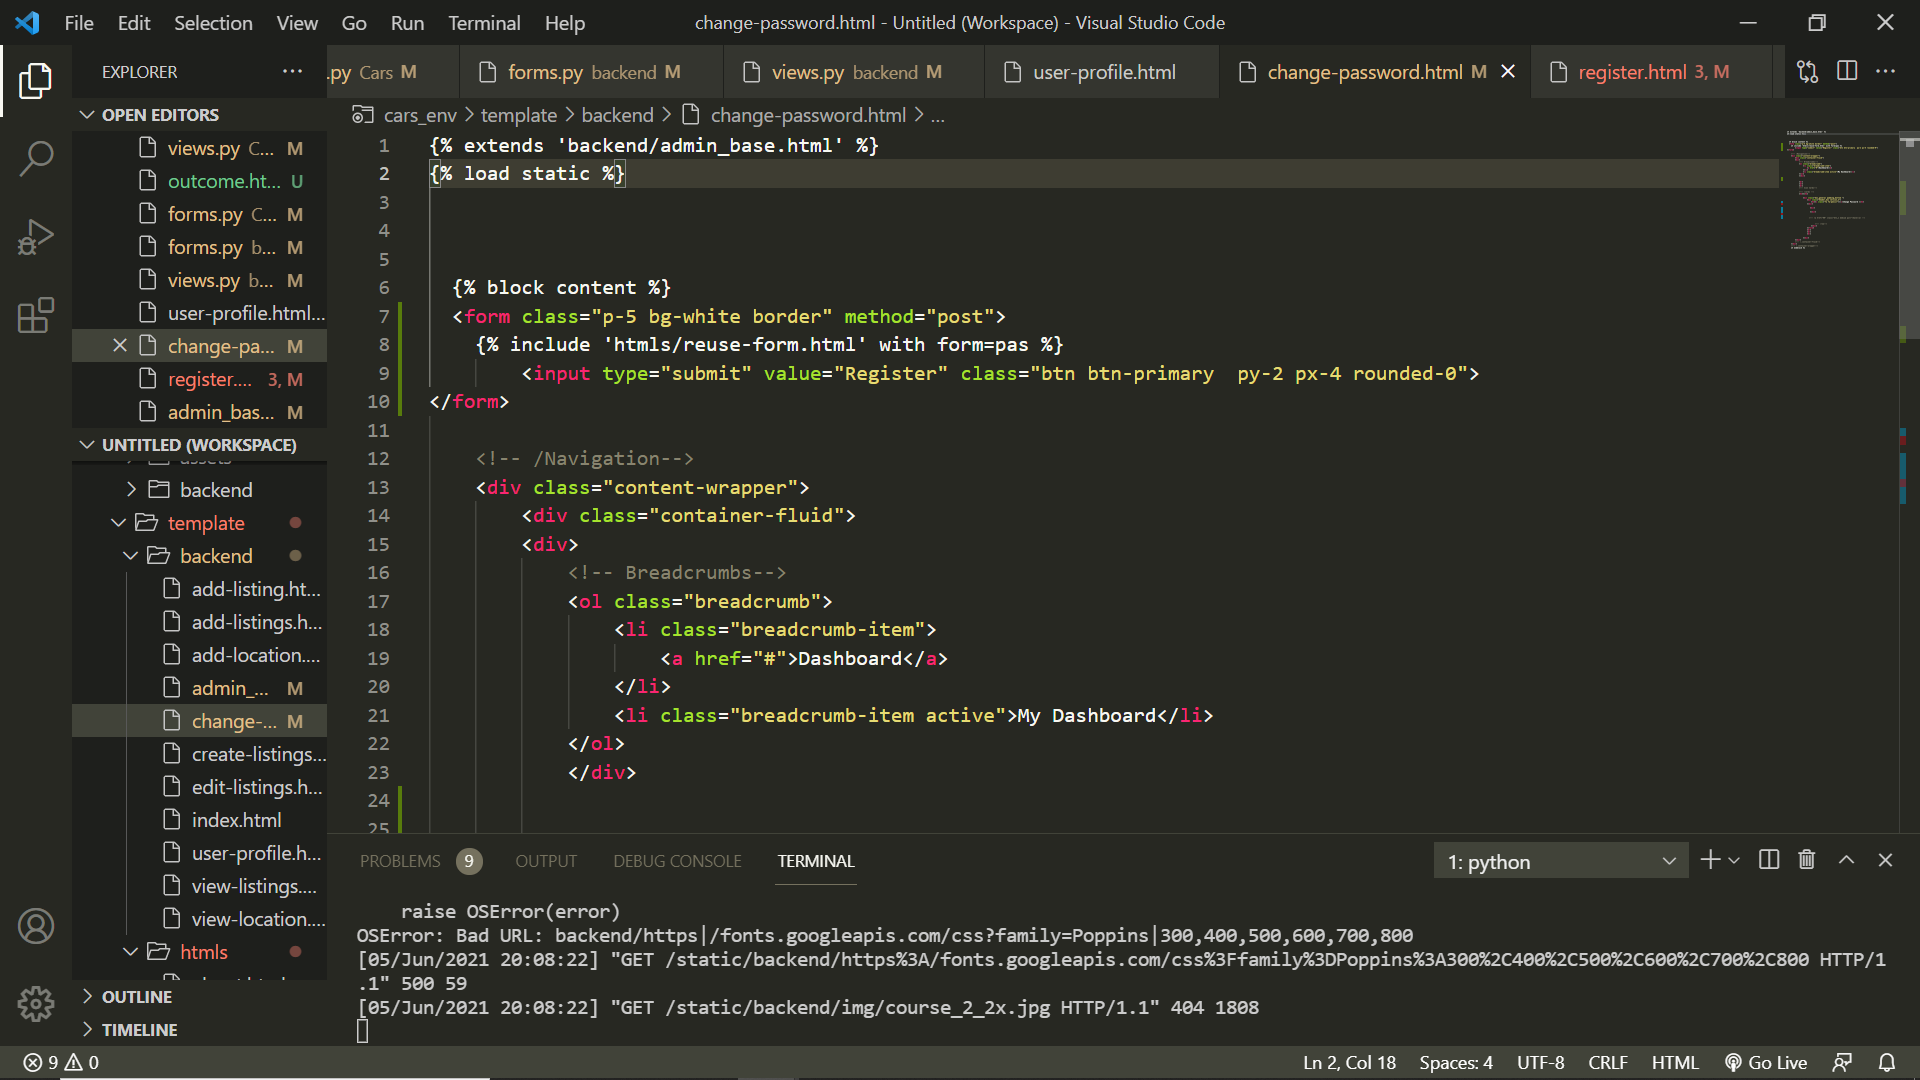 File Edit Selection View Go Run Terminal Help
change-password.html - Untitled (Workspace) - Visual Studio Code
EXPLORER
.py Cars M
forms.py backend M
views.py backend M
user-profile.html
change-password.html M
register.html 3, M
OPEN EDITORS
views.py C... M
outcome.ht... U
forms.py C... M
forms.py b... M
views.py b... M
user-profile.html...
change-pa... M
register.... 3, M
admin_bas... M
UNTITLED (WORKSPACE)
assets
backend
template
backend
add-listing.ht...
add-listings.h...
add-location....
admin_... M
change-... M
create-listings...
edit-listings.h...
index.html
user-profile.h...
view-listings....
view-location....
htmls
OUTLINE
TIMELINE
cars_env > template > backend > change-password.html > ...
1 {% extends 'backend/admin_base.html' %}
2 {% load static %}
3
4
5
6 {% block content %}
7 <form class="p-5 bg-white border" method="post">
8 {% include 'htmls/reuse-form.html' with form=pas %}
9 <input type="submit" value="Register" class="btn btn-primary  py-2 px-4 rounded-0">
10 </form>
11
12 <!-- /Navigation-->
13 <div class="content-wrapper">
14 <div class="container-fluid">
15 <div>
16 <!-- Breadcrumbs-->
17 <ol class="breadcrumb">
18 <li class="breadcrumb-item">
19 <a href="#">Dashboard</a>
20 </li>
21 <li class="breadcrumb-item active">My Dashboard</li>
22 </ol>
23 </div>
24
25
PROBLEMS 9 OUTPUT DEBUG CONSOLE TERMINAL
1: python
raise OSError(error)
OSError: Bad URL: backend/https|/fonts.googleapis.com/css?family=Poppins|300,400,500,600,700,800
[05/Jun/2021 20:08:22] "GET /static/backend/https%3A/fonts.googleapis.com/css%3Ffamily%3DPoppins%3A300%2C400%2C500%2C600%2C700%2C800 HTTP/1
.1" 500 59
[05/Jun/2021 20:08:22] "GET /static/backend/img/course_2_2x.jpg HTTP/1.1" 404 1808
9 0
Ln 2, Col 18 Spaces: 4 UTF-8 CRLF HTML Go Live